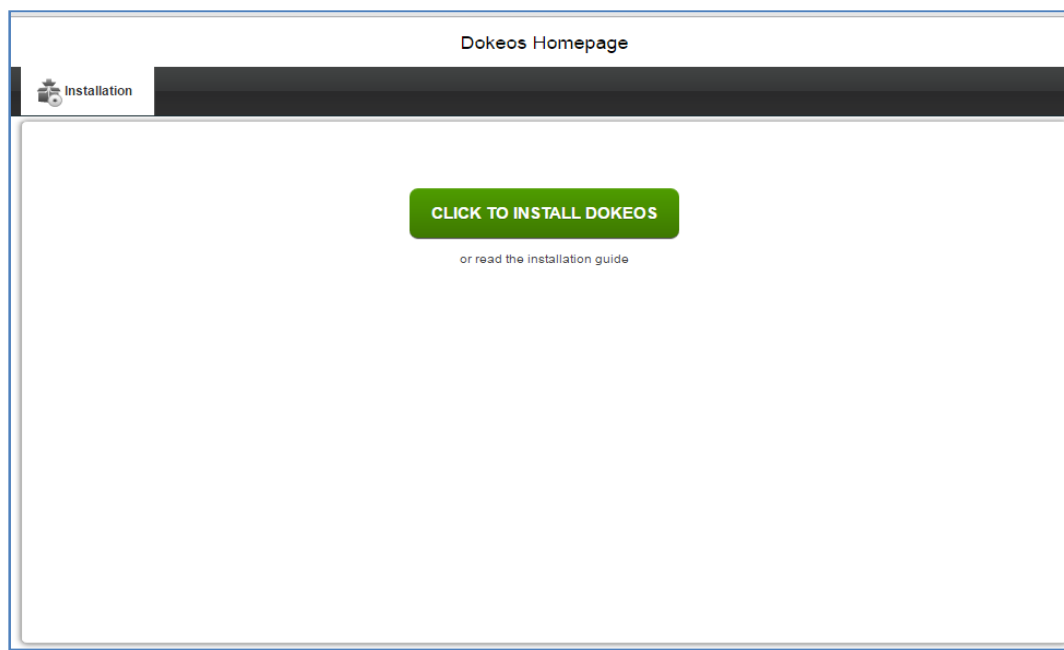 Dokeos Homepage
Installation
CLICK TO INSTALL DOKEOS
or read the installation guide